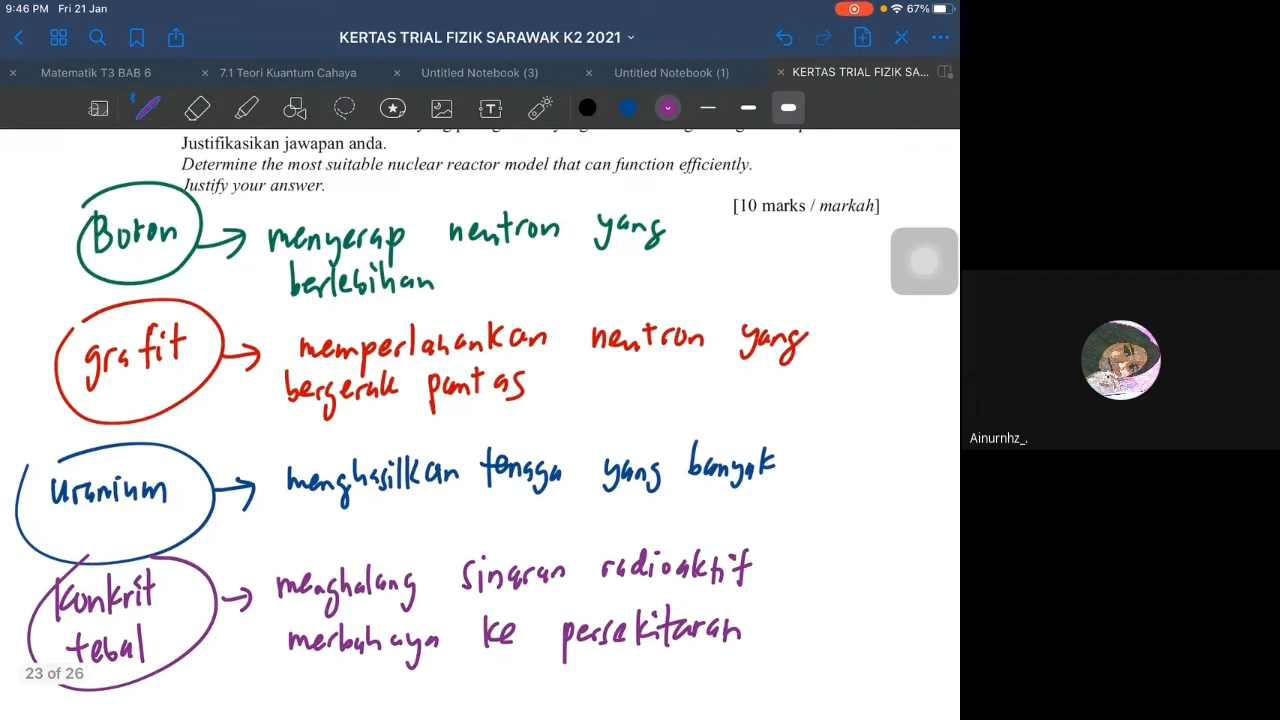 9:46 PM Fri 21 Jan
67%
KERTAS TRIAL FIZIK SARAWAK K2 2021
Matematik T3 BAB 6
7.1 Teori Kuantum Cahaya
Untitled Notebook (3)
Untitled Notebook (1)
KERTAS TRIAL FIZIK SA...
Justifikasikan jawapan anda.
Determine the most suitable nuclear reactor model that can function efficiently.
Justify your answer.
[10 marks / markah]
Boron → menyerap neutron yang
berlebihan
grafit → memperlahankan neutron yang
bergerak pantas
Uranium → menghasilkan tenaga yang banyak
Konkrit → menghalang sinaran radioaktif
tebal merbahaya ke persekitaran
23 of 26
Ainurnhz_.